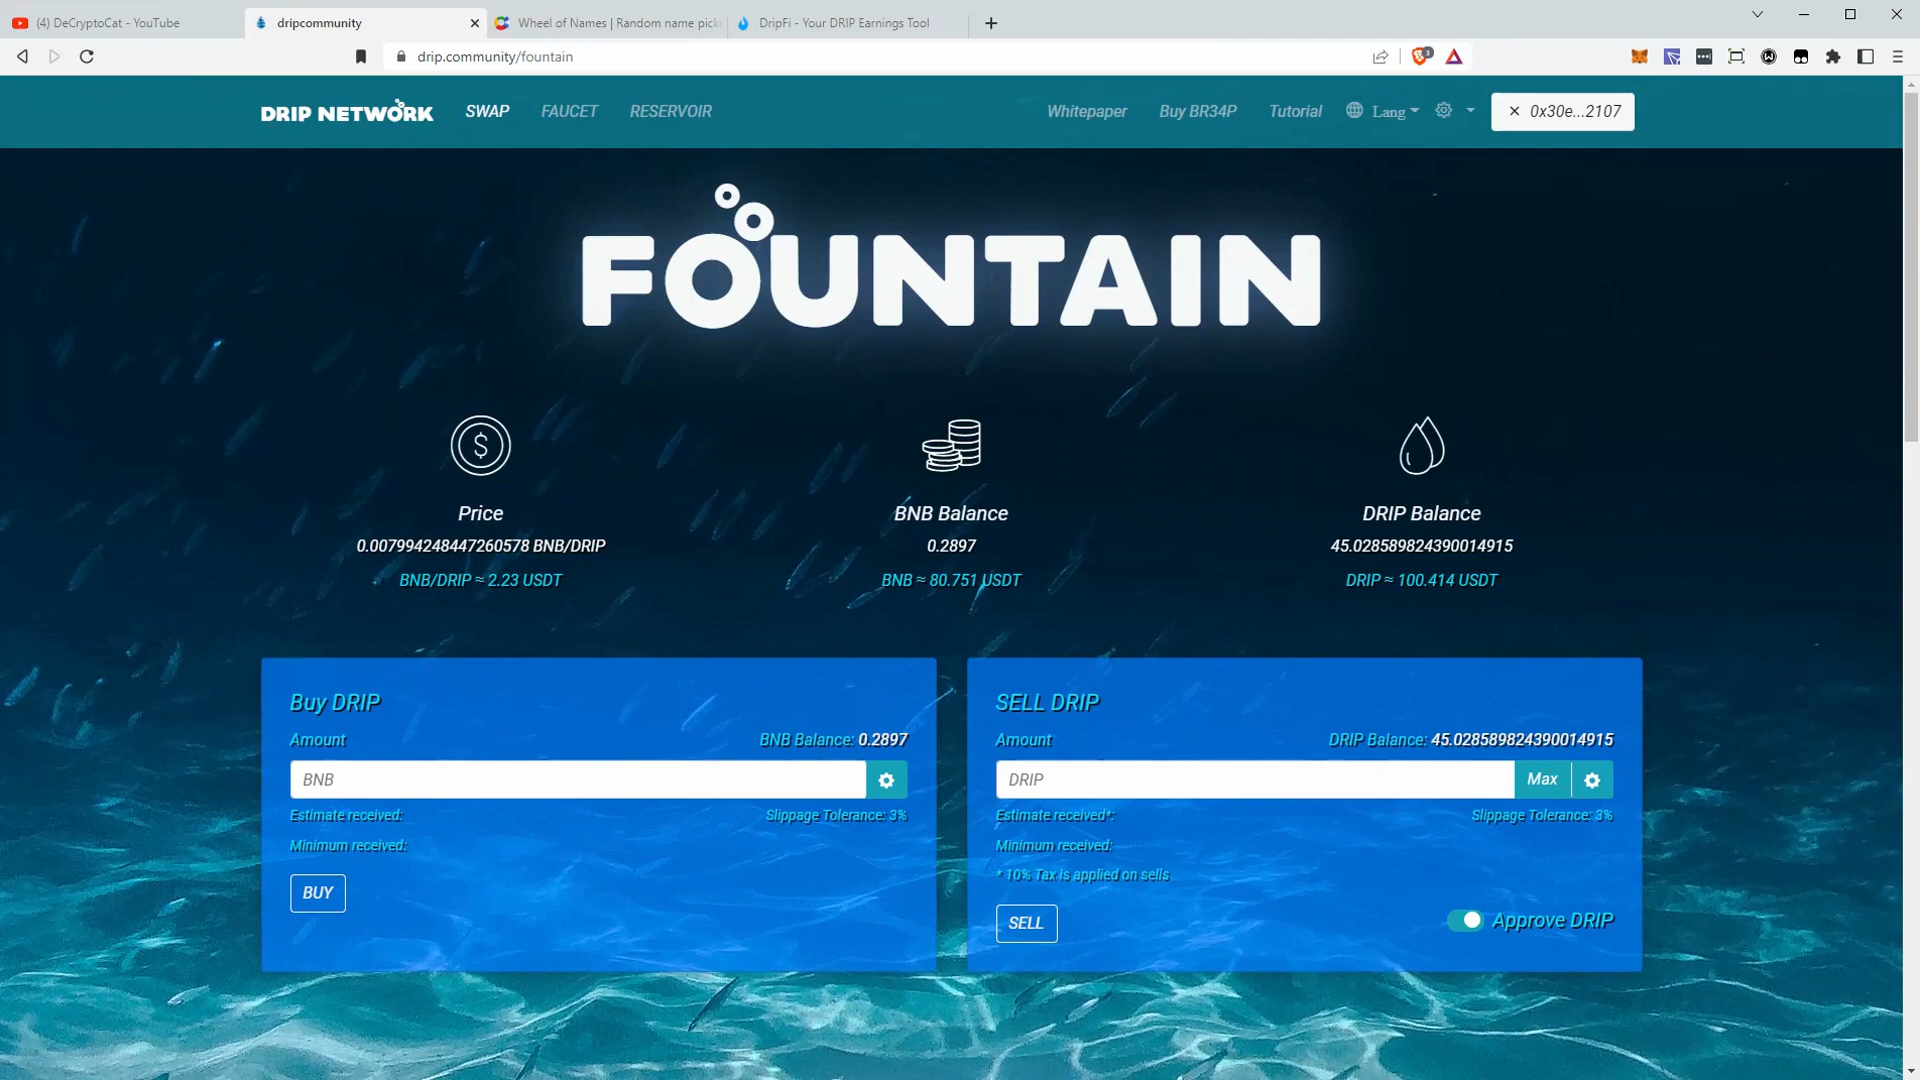 (4) DeCryptoCat - YouTube
dripcommunity
Wheel of Names | Random name pick
DripFi - Your DRIP Earnings Tool
drip.community/fountain
3
DRIP NETWORK
SWAP
FAUCET
RESERVOIR
Whitepaper
Buy BR34P
Tutorial
Lang
0x30e...2107
FOUNTAIN
Price
0.007994248447260578 BNB/DRIP
BNB/DRIP ≈ 2.23 USDT
BNB Balance
0.2897
BNB ≈ 80.751 USDT
DRIP Balance
45.028589824390014915
DRIP ≈ 100.414 USDT
Buy DRIP
Amount
BNB Balance: 0.2897
BNB
Estimate received:
Slippage Tolerance: 3%
Minimum received:
BUY
SELL DRIP
Amount
DRIP Balance: 45.028589824390014915
DRIP
Max
Estimate received*:
Slippage Tolerance: 3%
Minimum received:
* 10% Tax is applied on sells
SELL
Approve DRIP